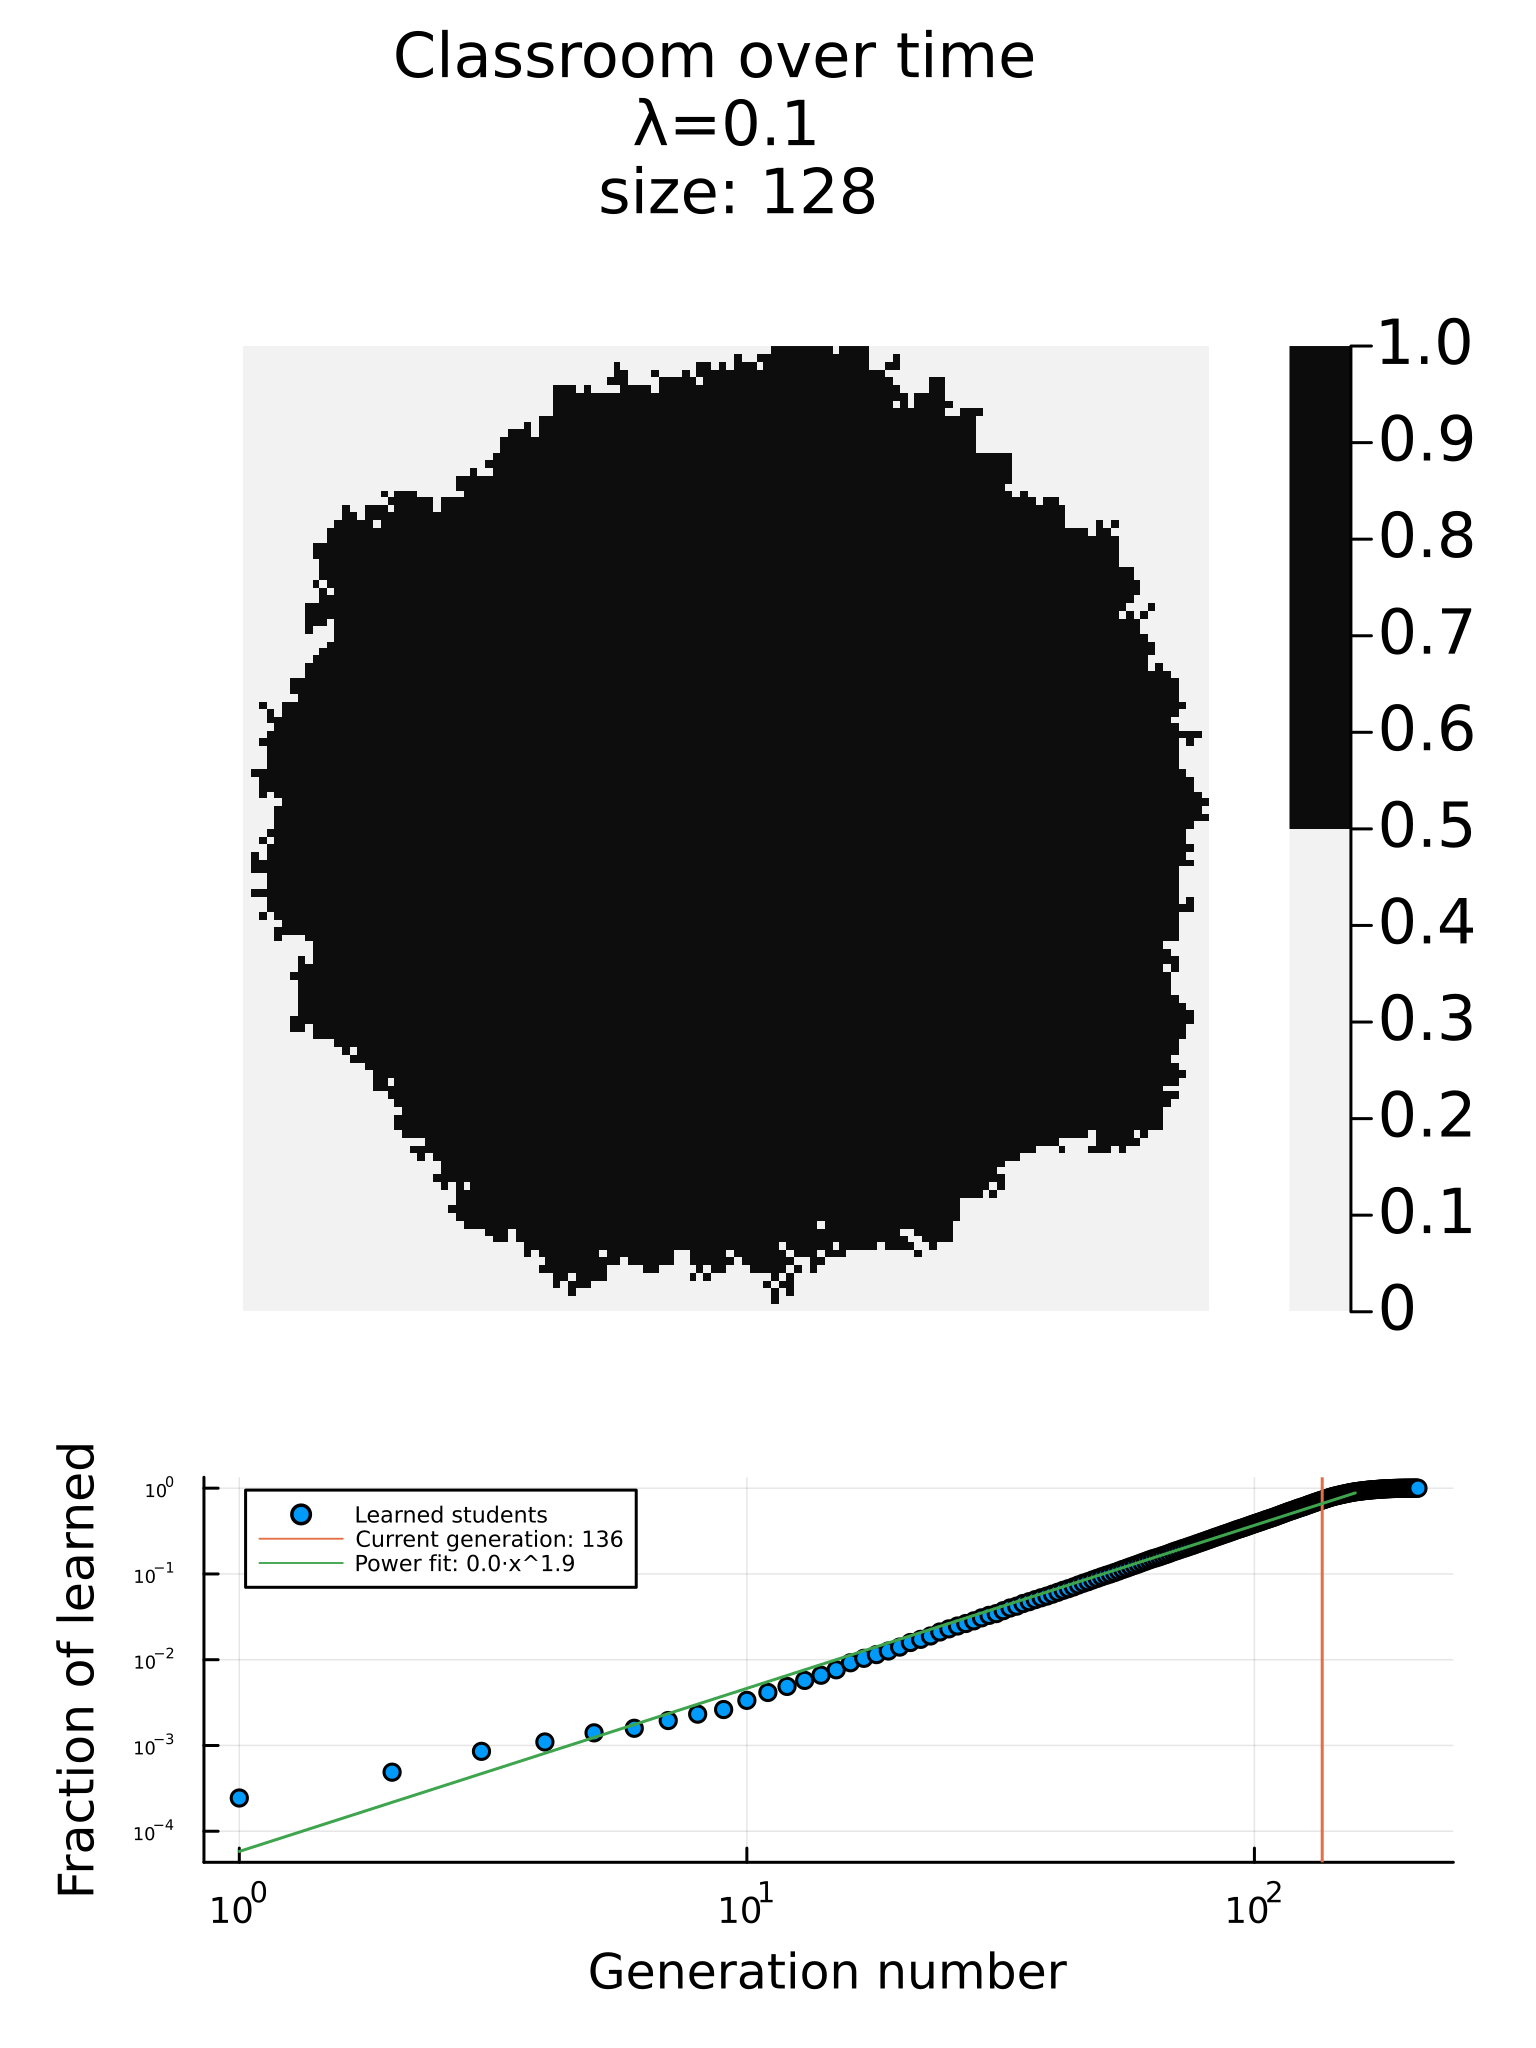 Classroom over time
λ=0.1
size: 128
1.0
0.9
0.8
0.7
0.6
0.5
0.4
0.3
0.2
0.1
0
Fraction of learned
10^0
10^−1
10^−2
10^−3
10^−4
Learned students
Current generation: 136
Power fit: 0.0·x^1.9
10^0 10^1 10^2
Generation number